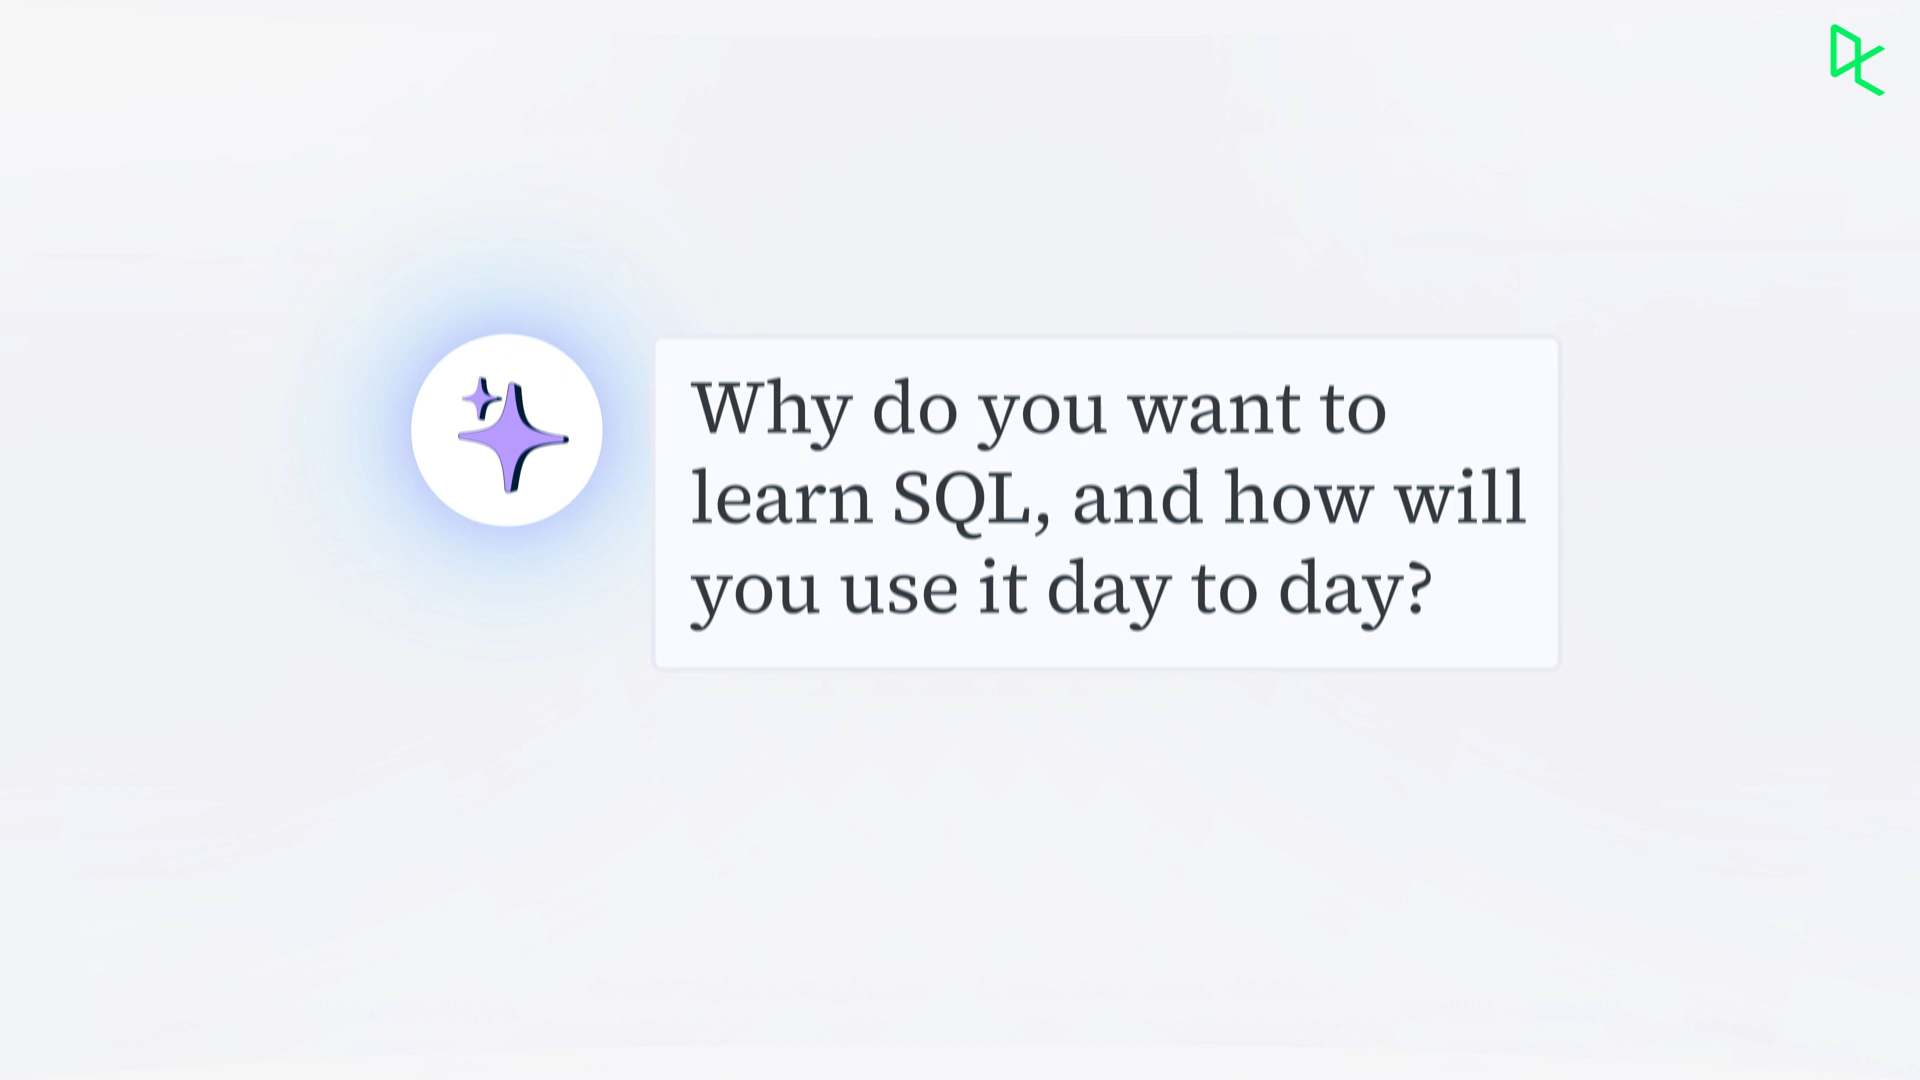 Why do you want to
learn SQL, and how will
you use it day to day?